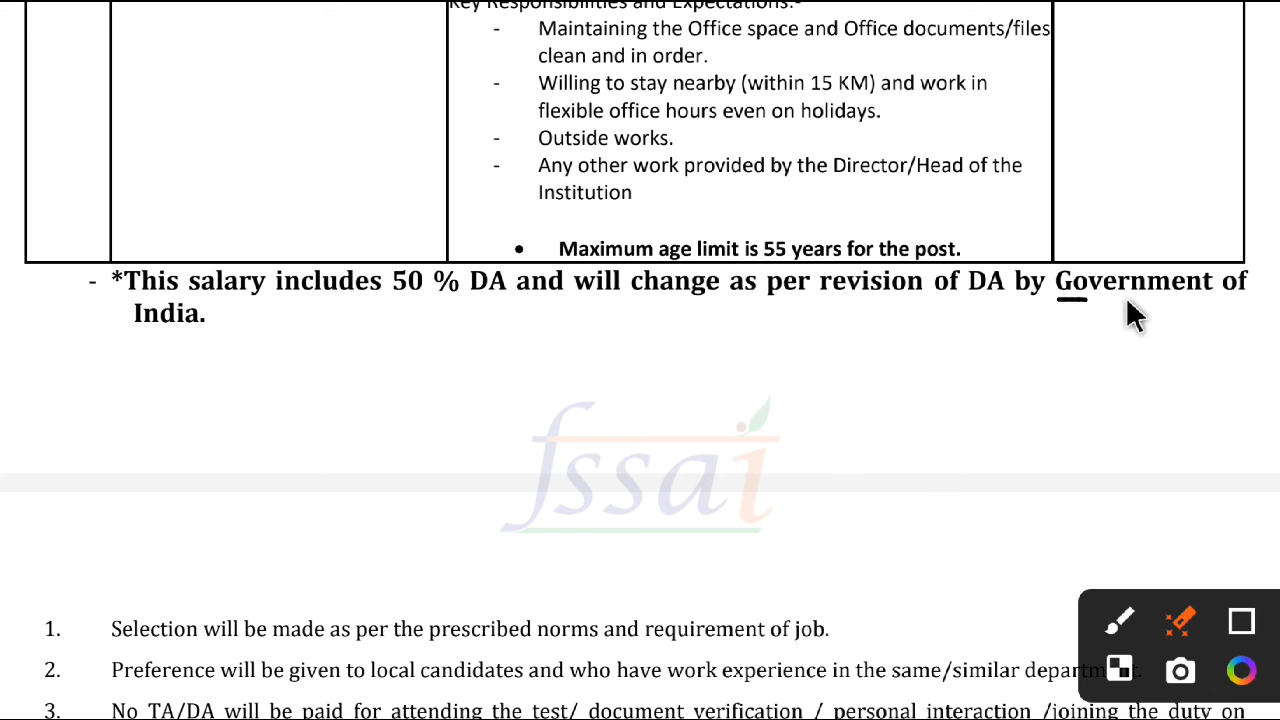 Key Responsibilities and Expectations:-
- Maintaining the Office space and Office documents/files
clean and in order.
- Willing to stay nearby (within 15 KM) and work in
flexible office hours even on holidays.
- Outside works.
- Any other work provided by the Director/Head of the
Institution
• Maximum age limit is 55 years for the post.
- *This salary includes 50 % DA and will change as per revision of DA by Government of
India.
fssai
1. Selection will be made as per the prescribed norms and requirement of job.
2. Preference will be given to local candidates and who have work experience in the same/similar department.
3. No TA/DA will be paid for attending the test/ document verification / personal interaction /joining the duty on